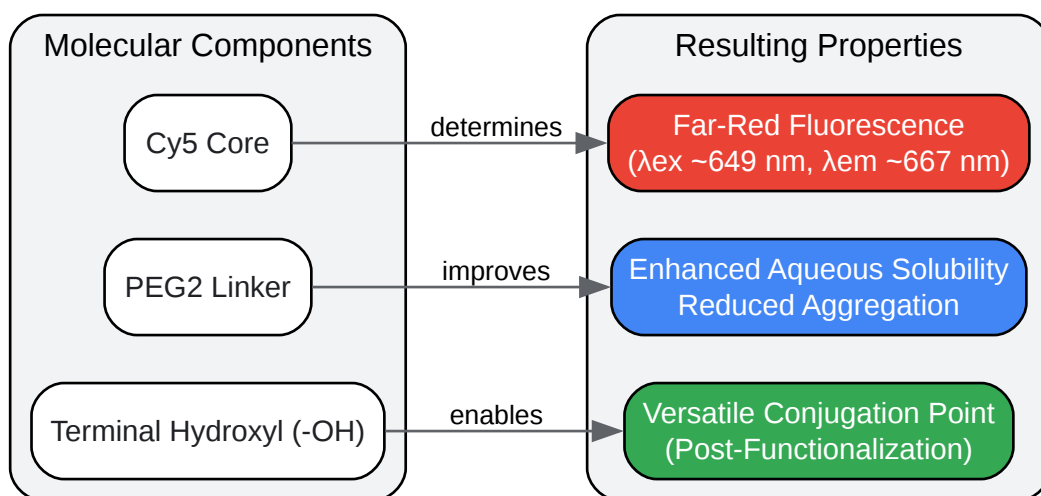 Molecular Components
Resulting Properties
Cy5 Core
determines
Far-Red Fluorescence
(λex ~649 nm, λem ~667 nm)
PEG2 Linker
improves
Enhanced Aqueous Solubility
Reduced Aggregation
Terminal Hydroxyl (-OH)
enables
Versatile Conjugation Point
(Post-Functionalization)